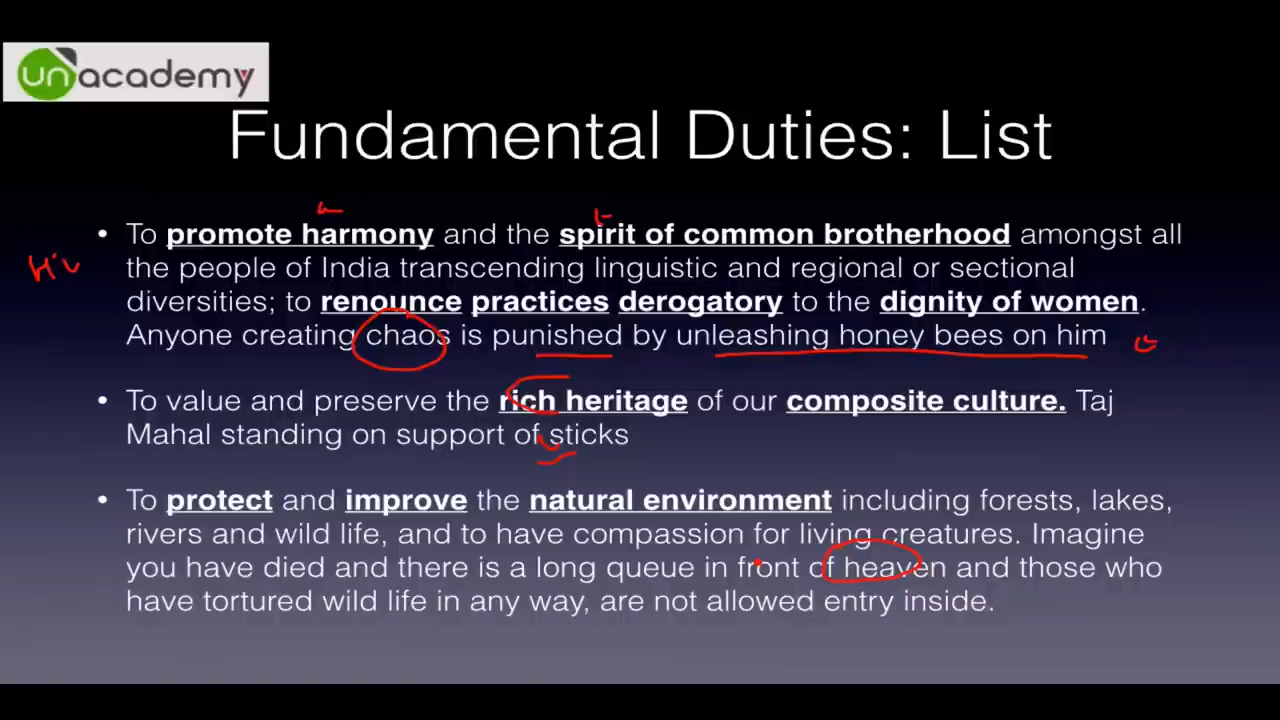 unacademy
Fundamental Duties: List
• To promote harmony and the spirit of common brotherhood amongst all
the people of India transcending linguistic and regional or sectional
diversities; to renounce practices derogatory to the dignity of women.
Anyone creating chaos is punished by unleashing honey bees on him
• To value and preserve the rich heritage of our composite culture. Taj
Mahal standing on support of sticks
• To protect and improve the natural environment including forests, lakes,
rivers and wild life, and to have compassion for living creatures. Imagine
you have died and there is a long queue in front of heaven and those who
have tortured wild life in any way, are not allowed entry inside.